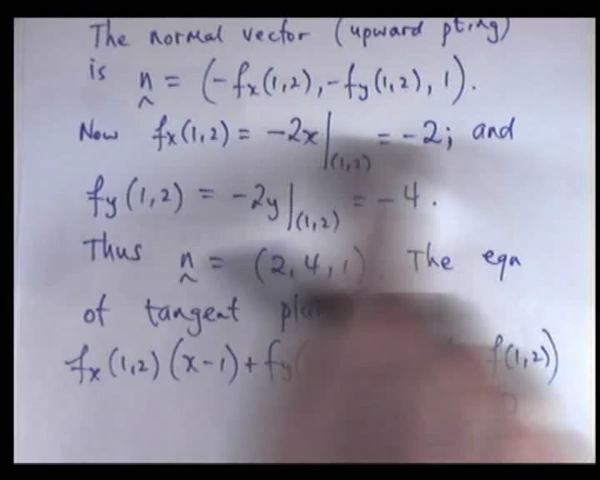 The normal vector (upward pting)
is n = (-fx(1,2), -fy(1,2), 1).
Now fx(1,2) = -2x|(1,2) = -2; and
fy(1,2) = -2y|(1,2) = -4.
Thus n = (2,4,1) The eqn
of tangent
fx(1,2)(x-1)+fy( f(1,2))